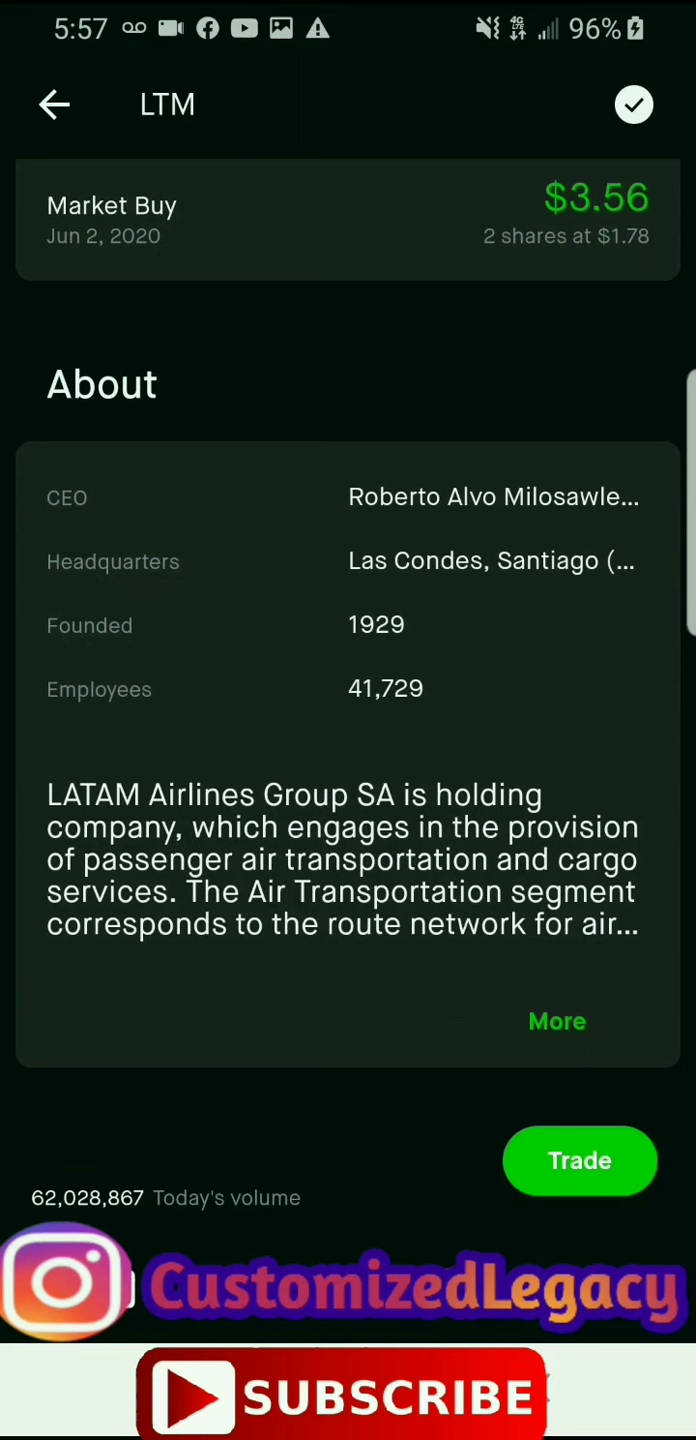 5:57 4G LTE 96%
LTM
Market Buy $3.56
Jun 2, 2020 2 shares at $1.78
About
CEO Roberto Alvo Milosawle...
Headquarters Las Condes, Santiago (...
Founded 1929
Employees 41,729
LATAM Airlines Group SA is holding
company, which engages in the provision
of passenger air transportation and cargo
services. The Air Transportation segment
corresponds to the route network for air...
More
Trade
62,028,867 Today's volume
CustomizedLegacy
SUBSCRIBE